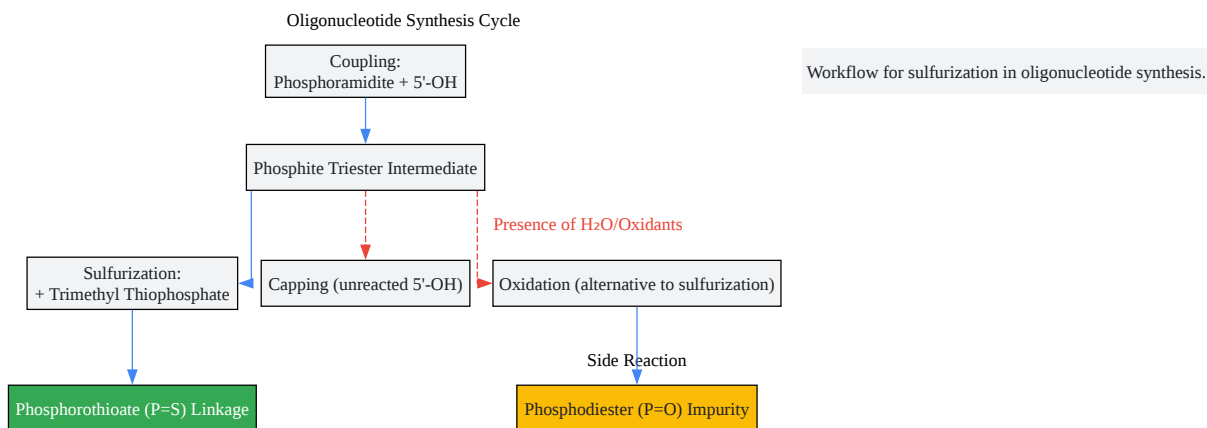 Oligonucleotide Synthesis Cycle
Coupling:
Phosphoramidite + 5'-OH
Workflow for sulfurization in oligonucleotide synthesis.
Phosphite Triester Intermediate
Presence of H₂O/Oxidants
Sulfurization:
+ Trimethyl Thiophosphate
Capping (unreacted 5'-OH)
Oxidation (alternative to sulfurization)
Side Reaction
Phosphorothioate (P=S) Linkage
Phosphodiester (P=O) Impurity